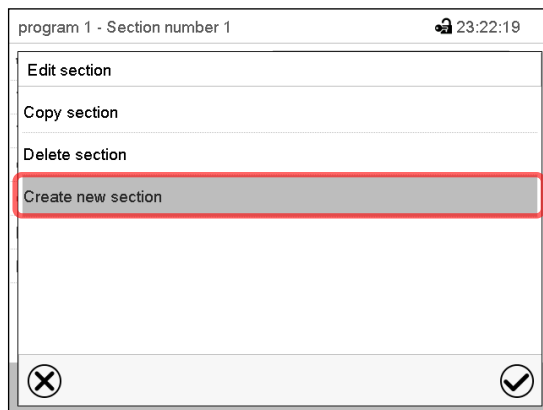 program 1 - Section number 1 23:22:19
Edit section
Copy section
Delete section
Create new section